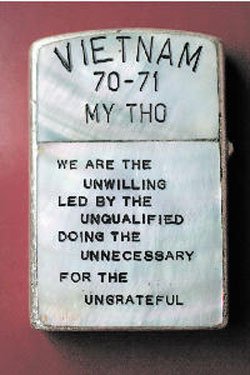 VIETNAM
70-71
MY THO
WE ARE THE
UNWILLING
LED BY THE
UNQUALIFIED
DOING THE
UNNECESSARY
FOR THE
UNGRATEFUL